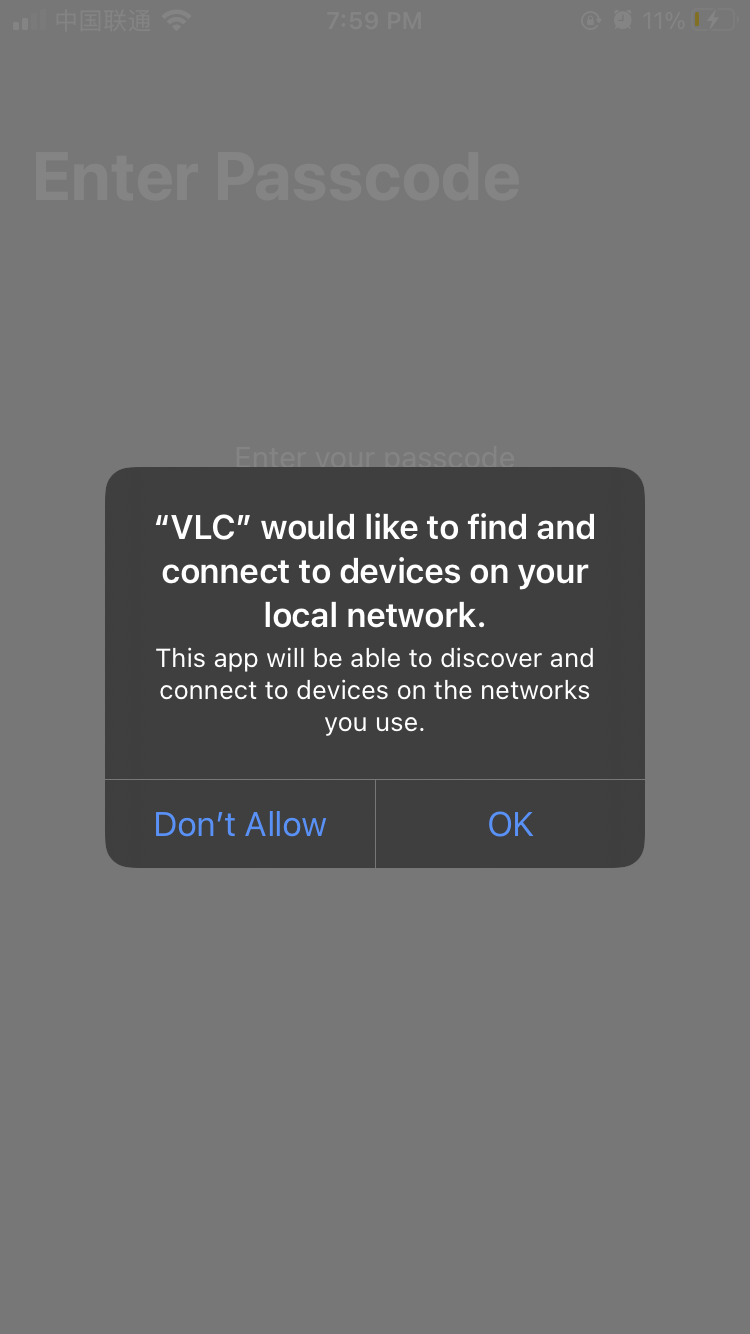 中国联通
7:59 PM
11%
Enter Passcode
Enter your passcode
“VLC” would like to find and
connect to devices on your
local network.
This app will be able to discover and
connect to devices on the networks
you use.
Don’t Allow
OK